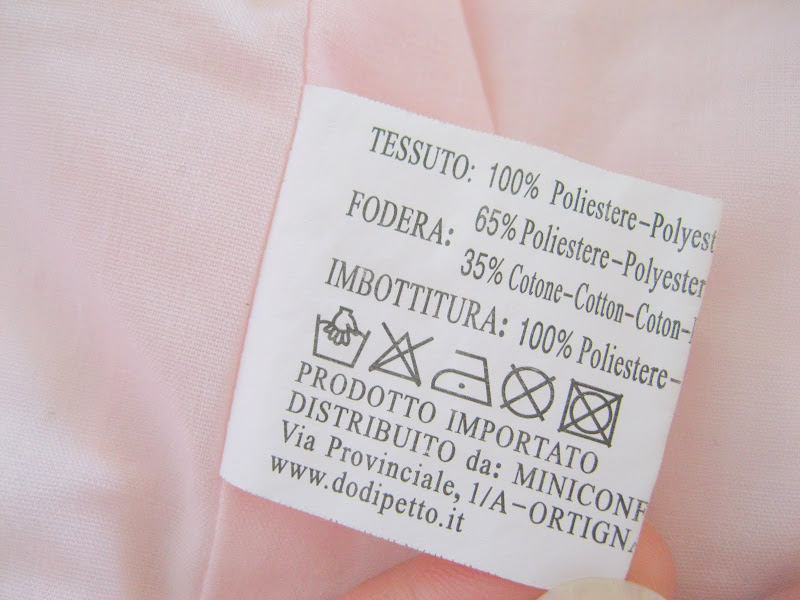 TESSUTO: 100% Poliestere-Polyest
FODERA: 65% Poliestere-Polyester
35% Cotone-Cotton-Coton-
IMBOTTITURA: 100% Poliestere-
PRODOTTO IMPORTATO
DISTRIBUITO da: MINICONF
Via Provinciale, 1/A-ORTIGNA
www.dodipetto.it